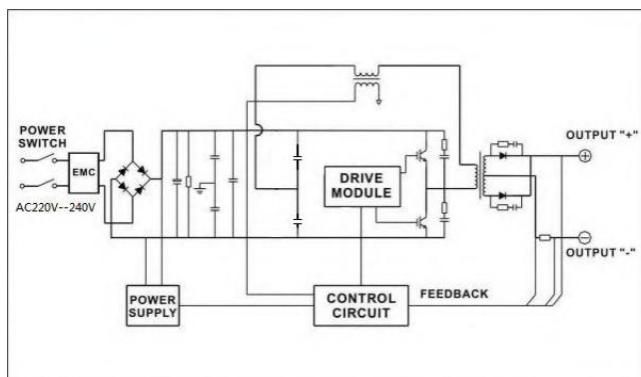 POWER
SWITCH
EMC
AC220V--240V
DRIVE
MODULE
OUTPUT "+"
OUTPUT "-"
POWER
SUPPLY
CONTROL
CIRCUIT
FEEDBACK